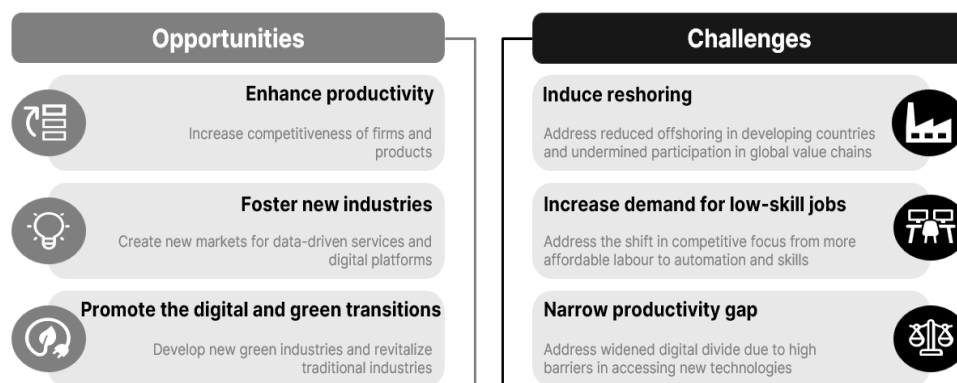 Opportunities
Enhance productivity
Increase competitiveness of firms and
products
Foster new industries
Create new markets for data-driven services and
digital platforms
Promote the digital and green transitions
Develop new green industries and revitalize
traditional industries
Challenges
Induce reshoring
Address reduced offshoring in developing countries
and undermined participation in global value chains
Increase demand for low-skill jobs
Address the shift in competitive focus from more
affordable labour to automation and skills
Narrow productivity gap
Address widened digital divide due to high
barriers in accessing new technologies